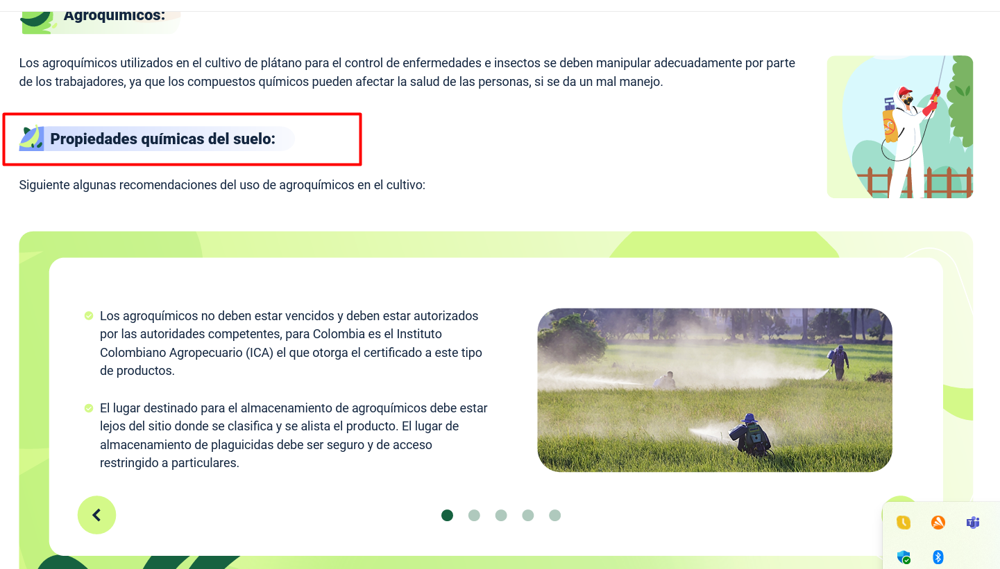 Agroquímicos:
Los agroquímicos utilizados en el cultivo de plátano para el control de enfermedades e insectos se deben manipular adecuadamente por parte
de los trabajadores, ya que los compuestos químicos pueden afectar la salud de las personas, si se da un mal manejo.
Propiedades químicas del suelo:
Siguiente algunas recomendaciones del uso de agroquímicos en el cultivo:
Los agroquímicos no deben estar vencidos y deben estar autorizados
por las autoridades competentes, para Colombia es el Instituto
Colombiano Agropecuario (ICA) el que otorga el certificado a este tipo
de productos.
El lugar destinado para el almacenamiento de agroquímicos debe estar
lejos del sitio donde se clasifica y se alista el producto. El lugar de
almacenamiento de plaguicidas debe ser seguro y de acceso
restringido a particulares.